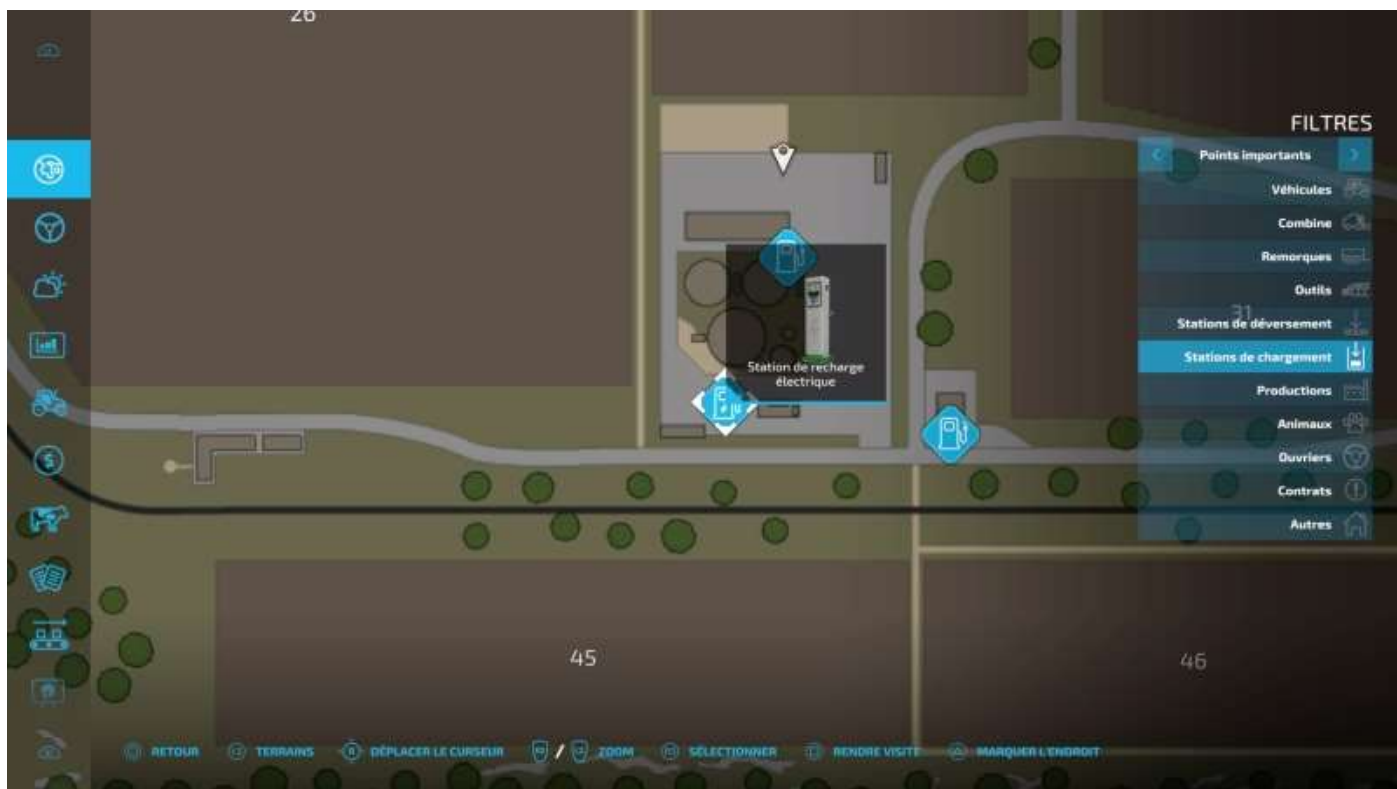 26
FILTRES
Points importants
Véhicules
Combine
Remorques
Outils
31
Stations de déversement
Stations de chargement
Productions
Animaux
Ouvriers
Contrats
Autres
Station de recharge
électrique
45
46
RETOUR TERRAINS DÉPLACER LE CURSEUR / ZOOM SÉLECTIONNER RENDRE VISITE MARQUER L'ENDROIT